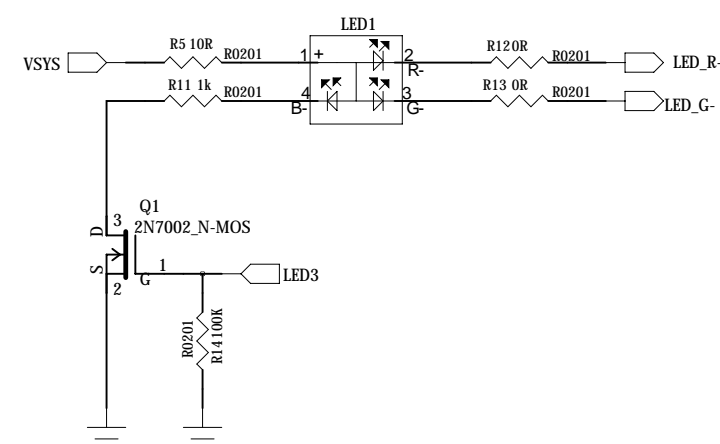 LED1
VSYS
R5 10R
R0201
1
+
2
R-
R12 0R
R0201
LED_R-
R11 1k
R0201
4
B-
3
G-
R13 0R
R0201
LED_G-
Q1
2N7002_N-MOS
D
3
S
2
G
1
LED3
R0201
R14 100K